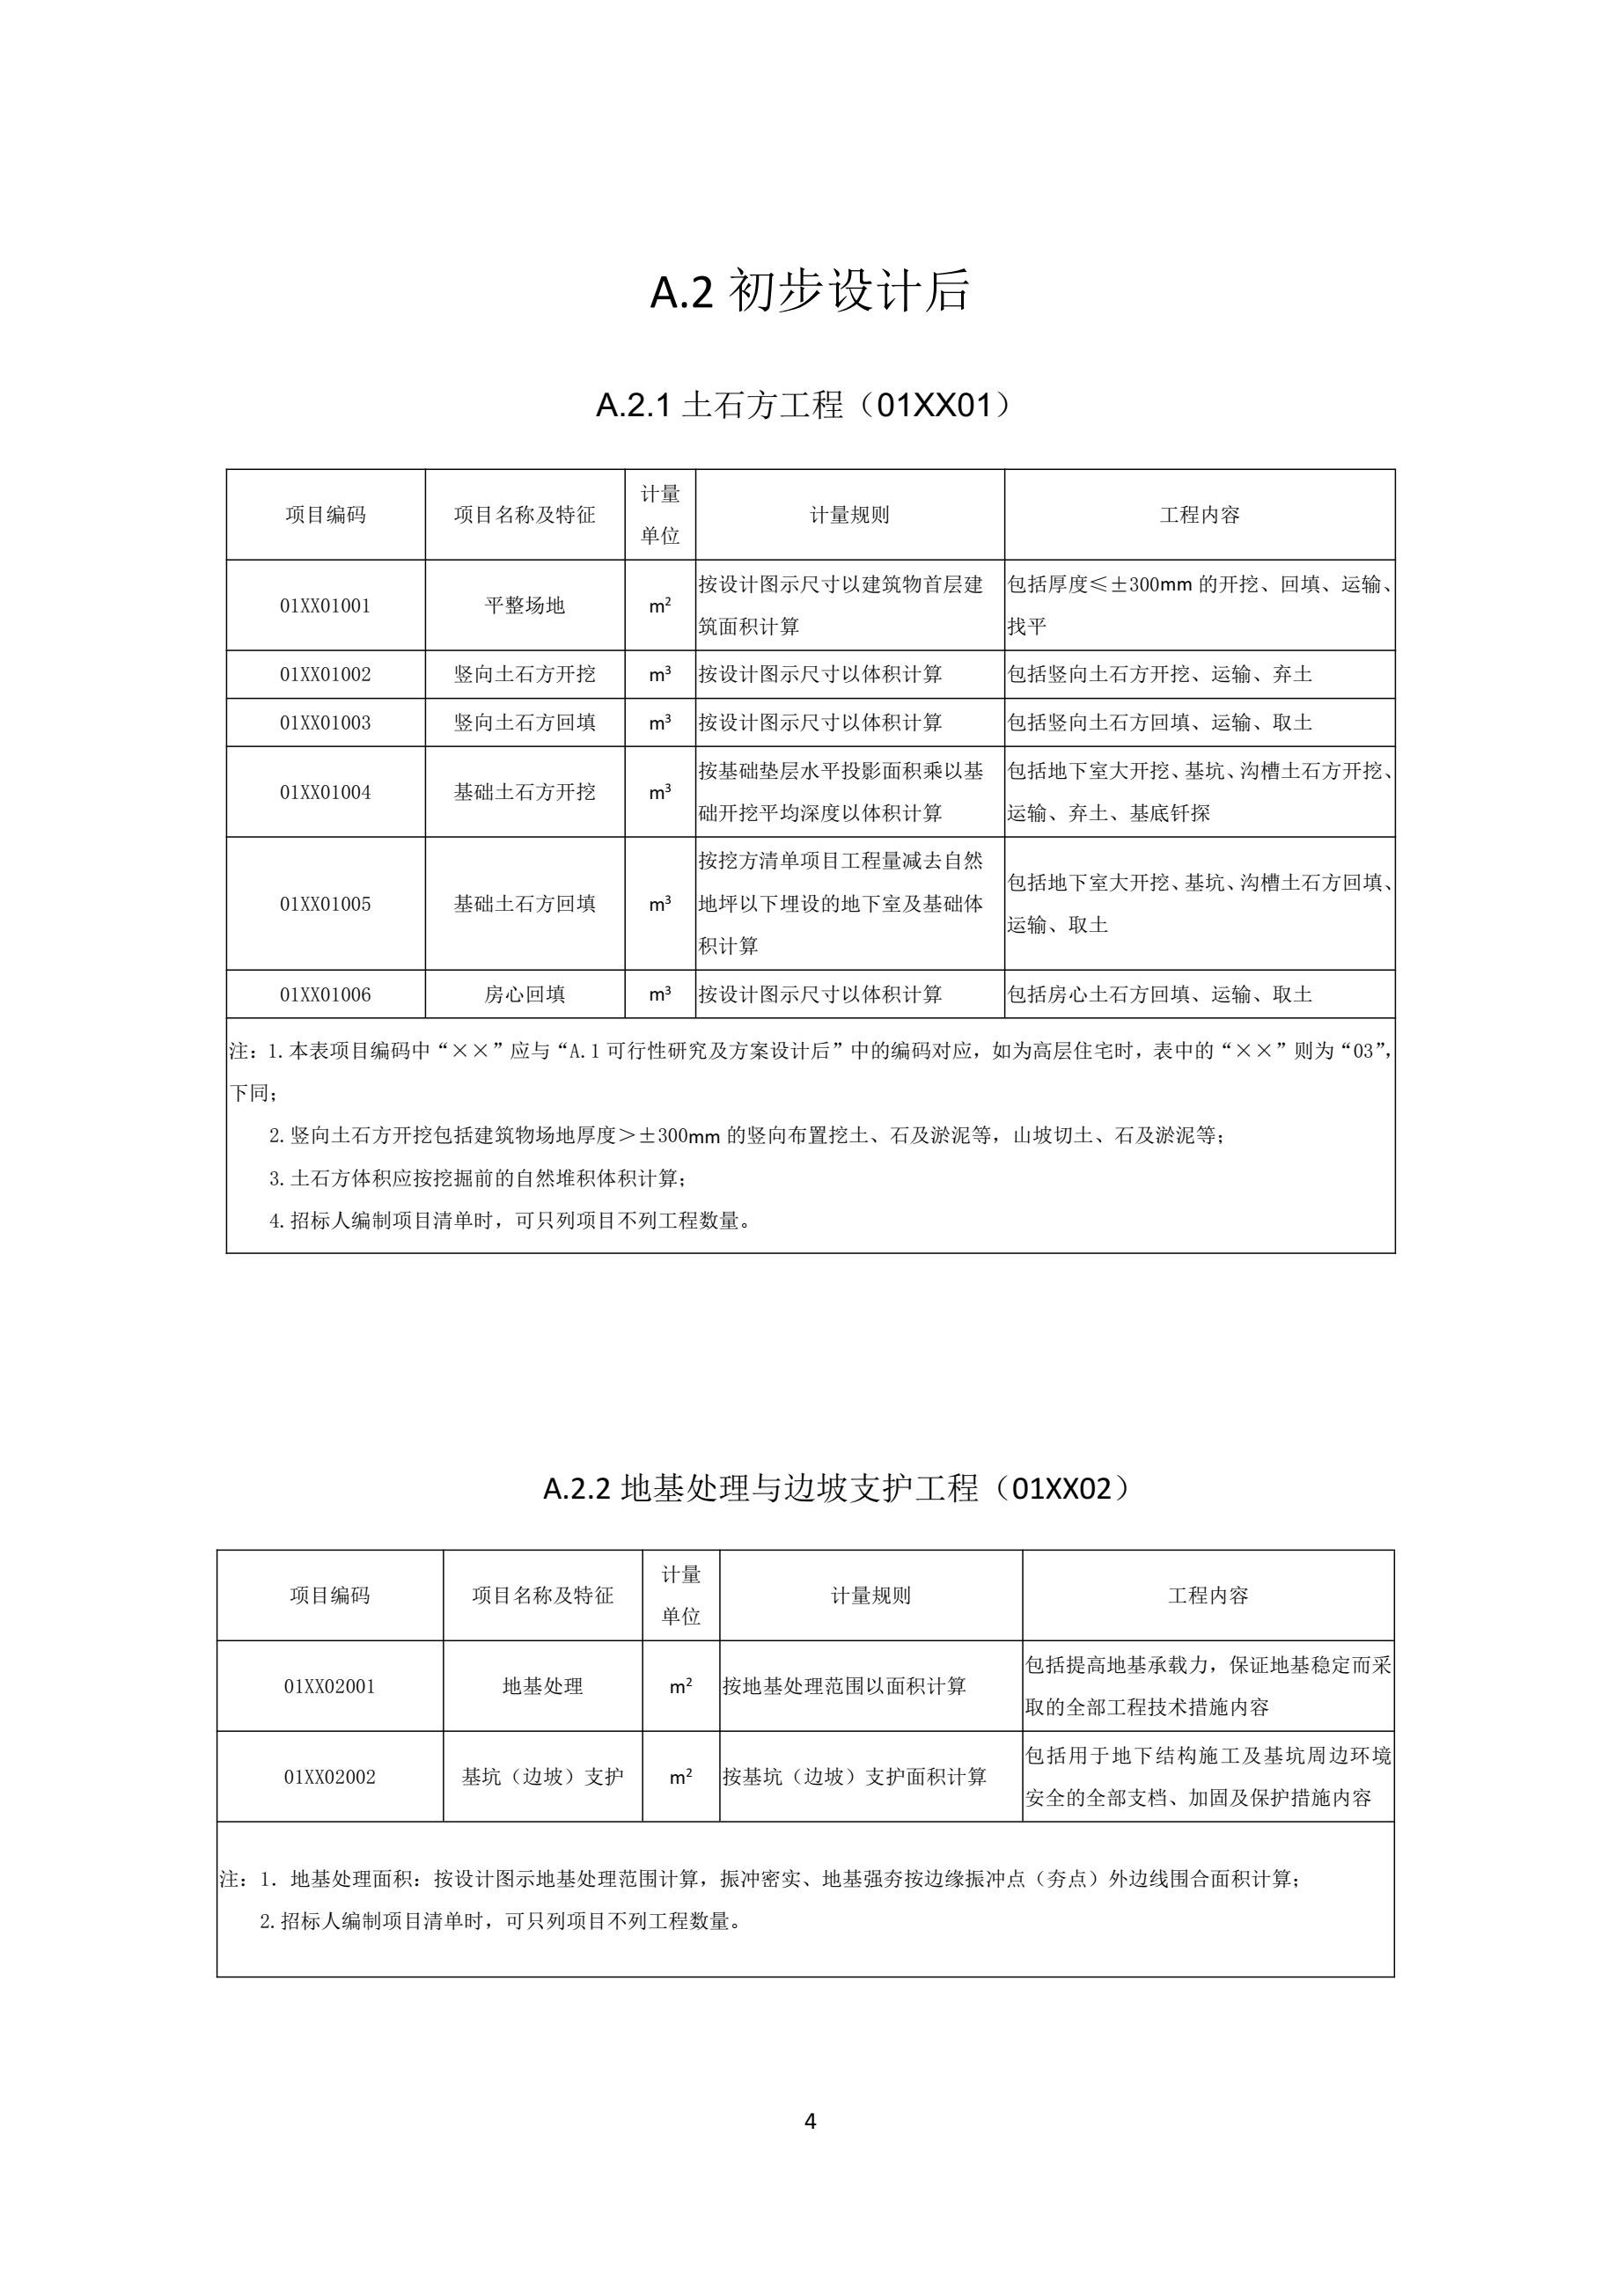 A.2 初步设计后
A.2.1 土石方工程（01XX01）
项目编码 项目名称及特征 计量单位 计量规则 工程内容
01XX01001 平整场地 m² 按设计图示尺寸以建筑物首层建筑面积计算 包括厚度≤±300mm 的开挖、回填、运输、找平
01XX01002 竖向土石方开挖 m³ 按设计图示尺寸以体积计算 包括竖向土石方开挖、运输、弃土
01XX01003 竖向土石方回填 m³ 按设计图示尺寸以体积计算 包括竖向土石方回填、运输、取土
01XX01004 基础土石方开挖 m³ 按基础垫层水平投影面积乘以基础开挖平均深度以体积计算 包括地下室大开挖、基坑、沟槽土石方开挖、运输、弃土、基底钎探
01XX01005 基础土石方回填 m³ 按挖方清单项目工程量减去自然地坪以下埋设的地下室及基础体积计算 包括地下室大开挖、基坑、沟槽土石方回填、运输、取土
01XX01006 房心回填 m³ 按设计图示尺寸以体积计算 包括房心土石方回填、运输、取土
注：1.本表项目编码中“××”应与“A.1 可行性研究及方案设计后”中的编码对应，如为高层住宅时，表中的“××”则为“03”，
下同；
2.竖向土石方开挖包括建筑物场地厚度＞±300mm 的竖向布置挖土、石及淤泥等，山坡切土、石及淤泥等；
3.土石方体积应按挖掘前的自然堆积体积计算；
4.招标人编制项目清单时，可只列项目不列工程数量。
A.2.2 地基处理与边坡支护工程（01XX02）
项目编码 项目名称及特征 计量单位 计量规则 工程内容
01XX02001 地基处理 m² 按地基处理范围以面积计算 包括提高地基承载力，保证地基稳定而采取的全部工程技术措施内容
01XX02002 基坑（边坡）支护 m² 按基坑（边坡）支护面积计算 包括用于地下结构施工及基坑周边环境安全的全部支档、加固及保护措施内容
注：1. 地基处理面积：按设计图示地基处理范围计算，振冲密实、地基强夯按边缘振冲点（夯点）外边线围合面积计算；
2.招标人编制项目清单时，可只列项目不列工程数量。
4